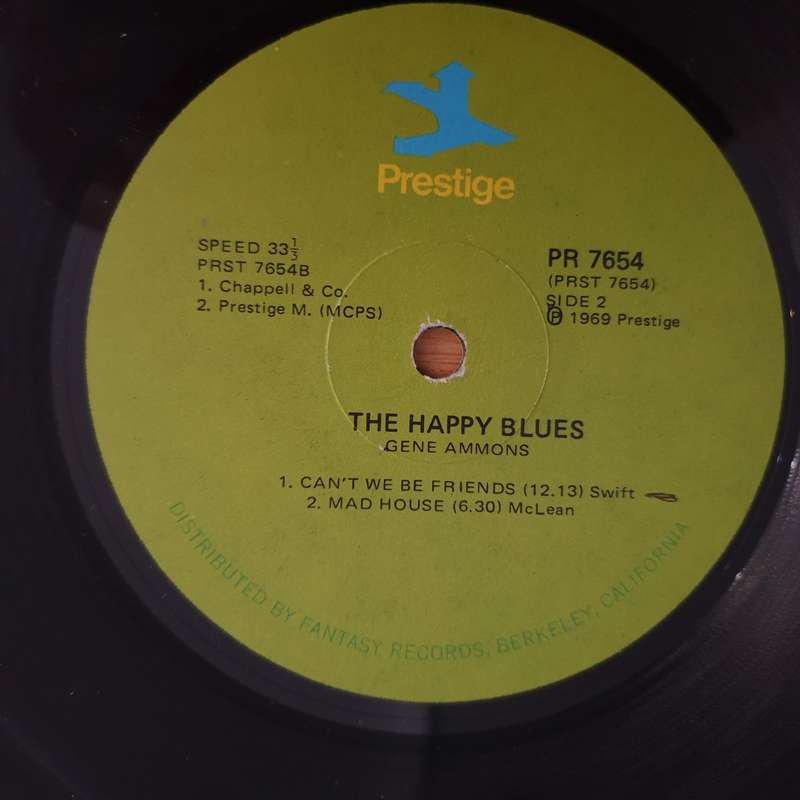 Prestige
SPEED 33⅓
PRST 7654B
1. Chappell & Co.
2. Prestige M. (MCPS)
PR 7654
(PRST 7654)
SIDE 2
℗ 1969 Prestige
THE HAPPY BLUES
GENE AMMONS
1. CAN'T WE BE FRIENDS (12.13) Swift
2. MAD HOUSE (6.30) McLean
DISTRIBUTED BY FANTASY RECORDS, BERKELEY, CALIFORNIA